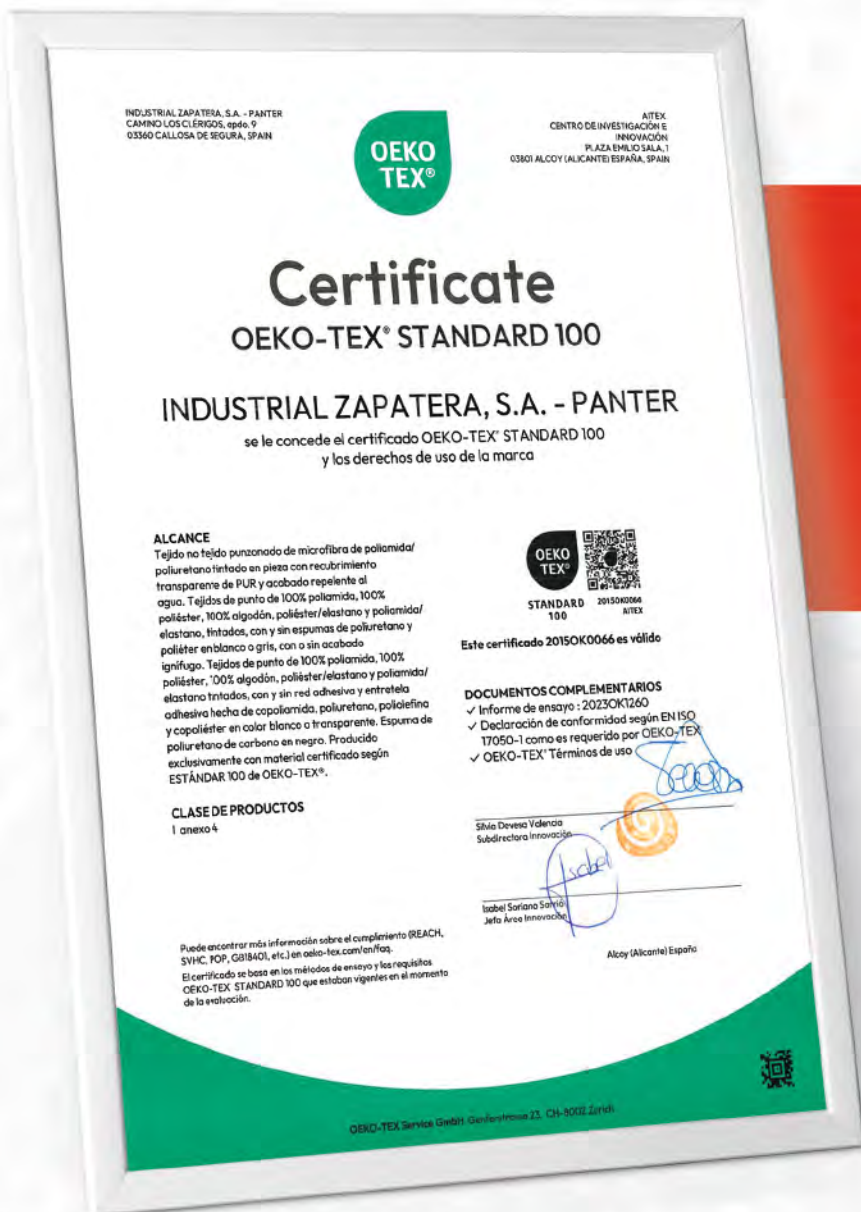 INDUSTRIAL ZAPATERA, S.A. - PANTER
CAMINO LOS CLÉRIGOS, apdo. 9
03360 CALLOSA DE SEGURA, SPAIN
OEKO
TEX®
AITEX
CENTRO DE INVESTIGACIÓN E
INNOVACIÓN
PLAZA EMILIO SALA, 1
03801 ALCOY (ALICANTE) ESPAÑA, SPAIN
Certificate
OEKO-TEX® STANDARD 100
INDUSTRIAL ZAPATERA, S.A. - PANTER
se le concede el certificado OEKO-TEX® STANDARD 100
y los derechos de uso de la marca
ALCANCE
Tejido no tejido punzonado de microfibra de poliamida/
poliuretano tintado en pieza con recubrimiento
transparente de PUR y acabado repelente al
agua. Tejidos de punto de 100% poliamida, 100%
poliéster, 100% algodón, poliéster/elastano y poliamida/
elastano, tintados, con y sin espumas de poliuretano y
poliéter en blanco o gris, con o sin acabado
ignífugo. Tejidos de punto de 100% poliamida, 100%
poliéster, 100% algodón, poliéster/elastano y poliamida/
elastano tintados, con y sin red adhesiva y entretela
adhesiva hecha de copoliamida, poliuretano, poliolefina
y copoliéster en color blanco o transparente. Espuma de
poliuretano de carbono en negro. Producido
exclusivamente con material certificado según
ESTÁNDAR 100 de OEKO-TEX®.
CLASE DE PRODUCTOS
1 anexo 4
OEKO
TEX®
STANDARD
100
2015OK0066
AITEX
Este certificado 2015OK0066 es válido
DOCUMENTOS COMPLEMENTARIOS
✓ Informe de ensayo : 2023OK1260
✓ Declaración de conformidad según EN ISO
17050-1 como es requerido por OEKO-TEX
✓ OEKO-TEX® Términos de uso
Silvia Devesa Valencia
Subdirectora Innovación
Isabel
Isabel Soriano Sarrió
Jefa Área Innovación
Alcoy (Alicante) España
Puede encontrar más información sobre el cumplimiento (REACH,
SVHC, POP, GB18401, etc.) en oeko-tex.com/en/faq.
El certificado se basa en los métodos de ensayo y los requisitos
OEKO-TEX STANDARD 100 que estaban vigentes en el momento
de la evaluación.
OEKO-TEX Service GmbH. Genferstrasse 23, CH-8002 Zurich